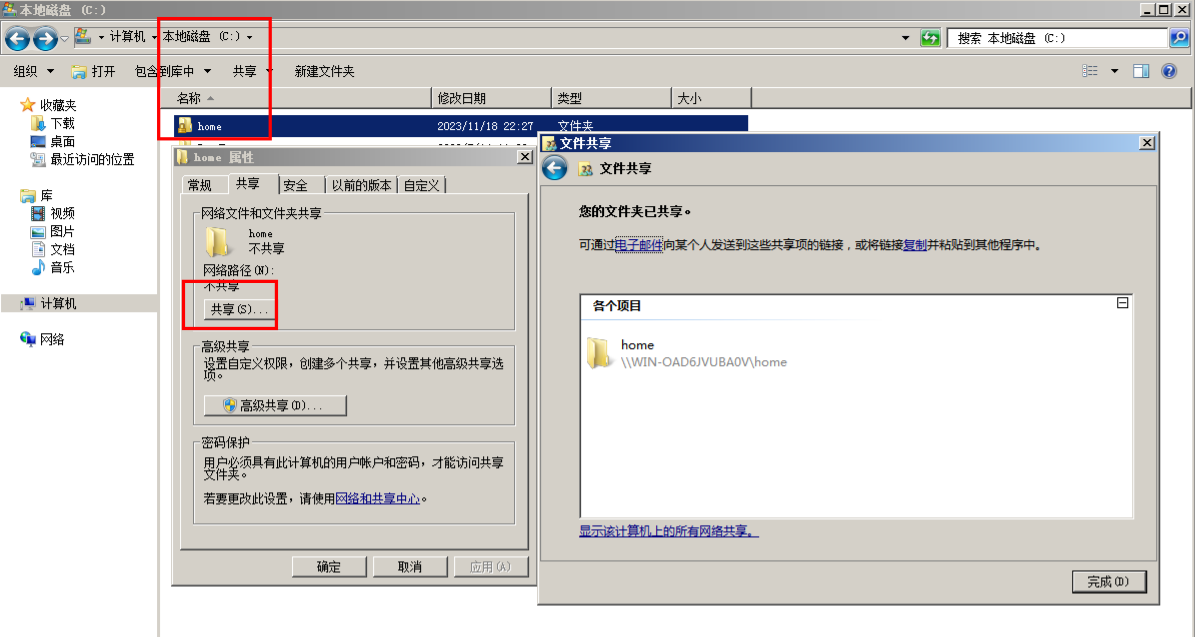 本地磁盘 (C:)
计算机 本地磁盘 (C:)
搜索 本地磁盘 (C:)
组织 打开 包含到库中 共享 新建文件夹
收藏夹
下载
桌面
最近访问的位置
库
视频
图片
文档
音乐
计算机
网络
名称 修改日期 类型 大小
home 2023/11/18 22:27 文件夹
home 属性
常规 共享 安全 以前的版本 自定义
网络文件和文件夹共享
home
不共享
网络路径(N):
不共享
共享(S)...
高级共享
设置自定义权限，创建多个共享，并设置其他高级共享选
项。
高级共享(D)...
密码保护
用户必须具有此计算机的用户帐户和密码，才能访问共享
文件夹。
若要更改此设置，请使用网络和共享中心。
确定 取消 应用(A)
文件共享
文件共享
您的文件夹已共享。
可通过电子邮件向某个人发送到这些共享项的链接，或将链接复制并粘贴到其他程序中。
各个项目
home
\\WIN-OAD6JVUBA0V\home
显示该计算机上的所有网络共享。
完成(D)